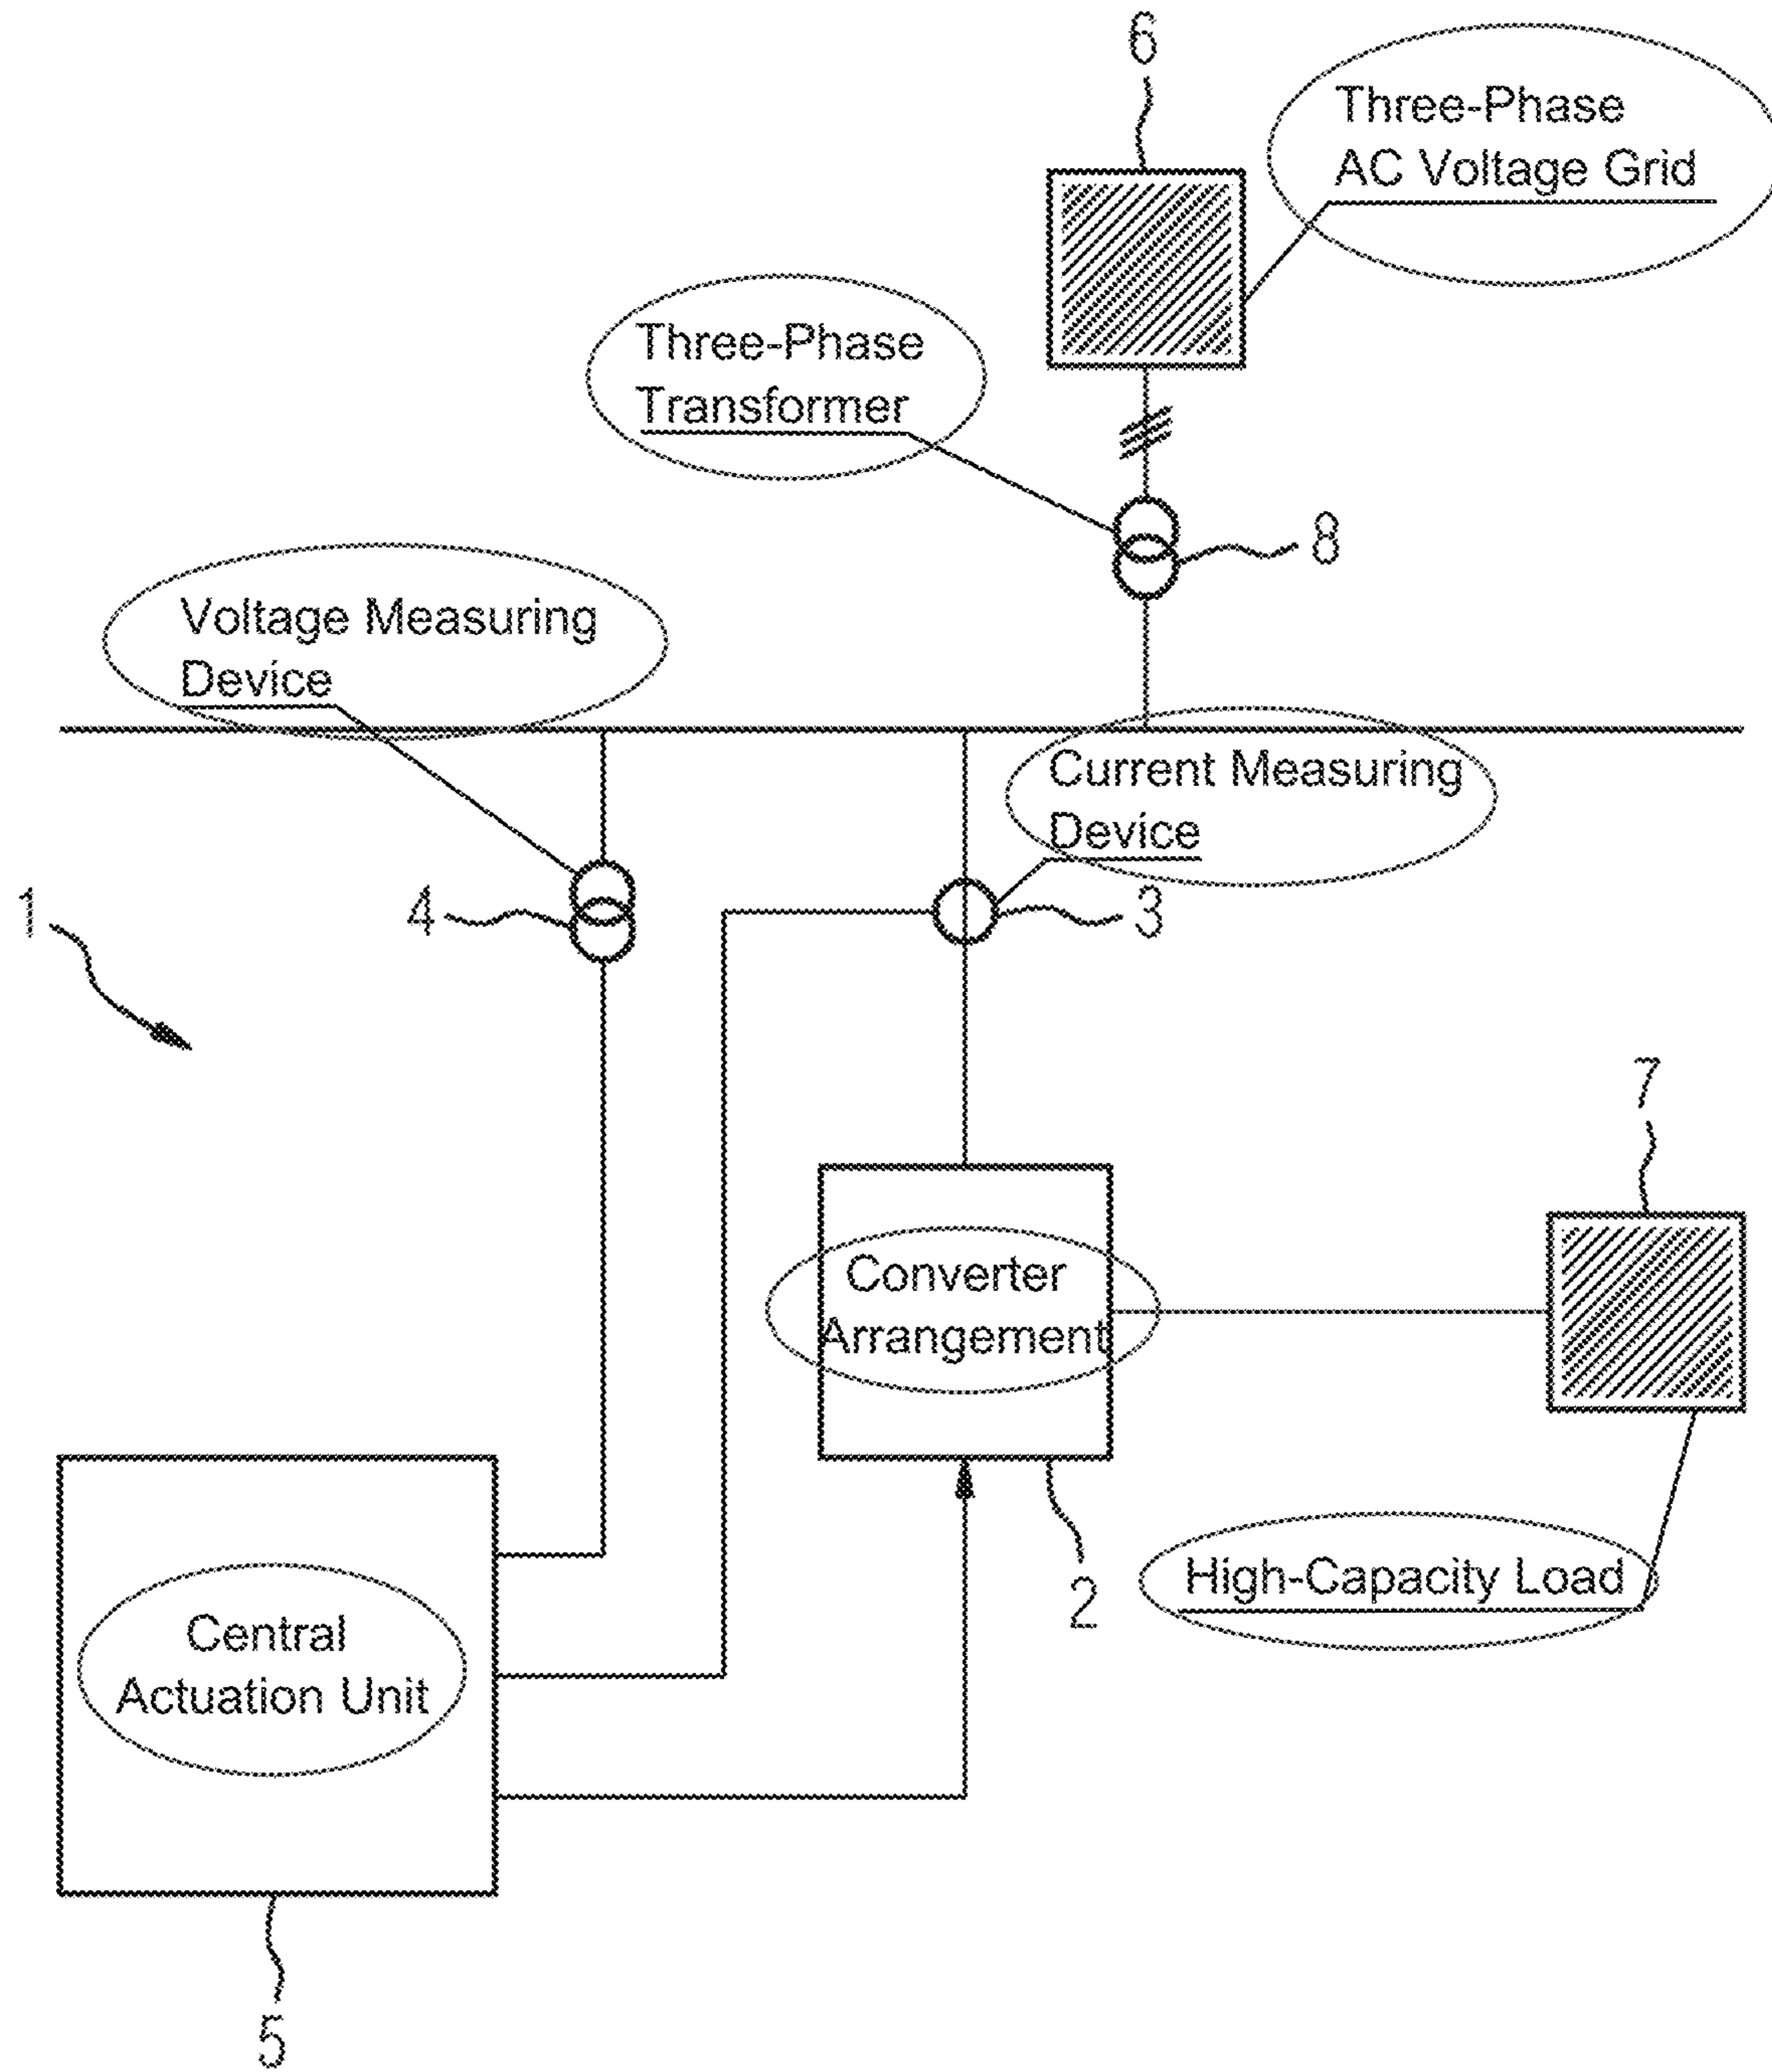 6
Three-Phase
AC Voltage Grid
Three-Phase
Transformer
8
Voltage Measuring
Device
Current Measuring
Device
1
4
3
7
Converter
Arrangement
2
High-Capacity Load
Central
Actuation Unit
5